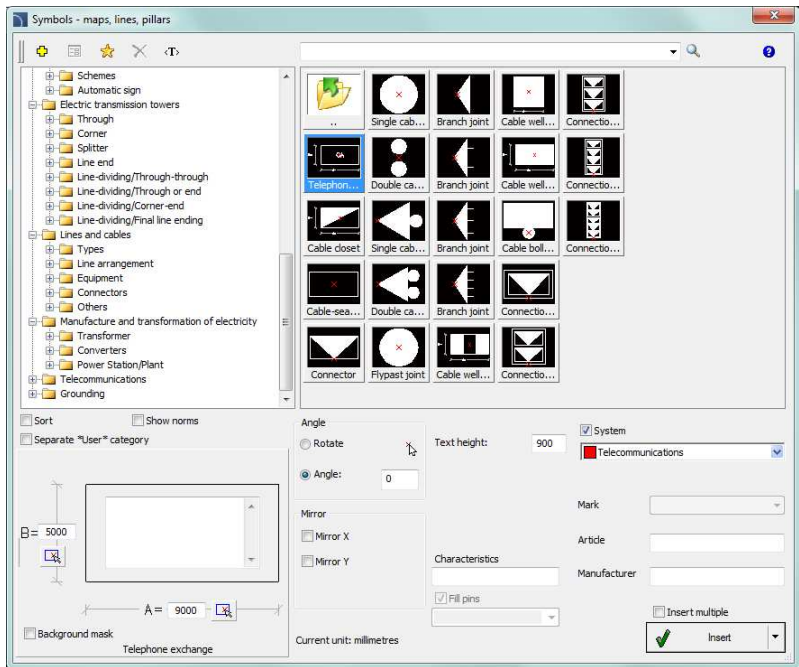 Symbols - maps, lines, pillars
<T>
Schemes
Automatic sign
Electric transmission towers
Through
Corner
Splitter
Line end
Line-dividing/Through-through
Line-dividing/Through or end
Line-dividing/Corner-end
Line-dividing/Final line ending
Lines and cables
Types
Line arrangement
Equipment
Connectors
Others
Manufacture and transformation of electricity
Transformer
Converters
Power Station/Plant
Telecommunications
Grounding
.. Single cab... Branch joint Cable well... Connectio...
Telephon... Double ca... Branch joint Cable well... Connectio...
Cable closet Single cab... Branch joint Cable boll... Connectio...
Cable-sea... Double ca... Branch joint Connectio...
Connector Flypast joint Cable well... Connectio...
Sort Show norms
Separate *User* category
B= 5000
A= 9000
Background mask
Telephone exchange
Angle
Rotate
Angle: 0
Mirror
Mirror X
Mirror Y
Current unit: millimetres
Text height: 900
Characteristics
Fill pins
System
Telecommunications
Mark
Article
Manufacturer
Insert multiple
Insert